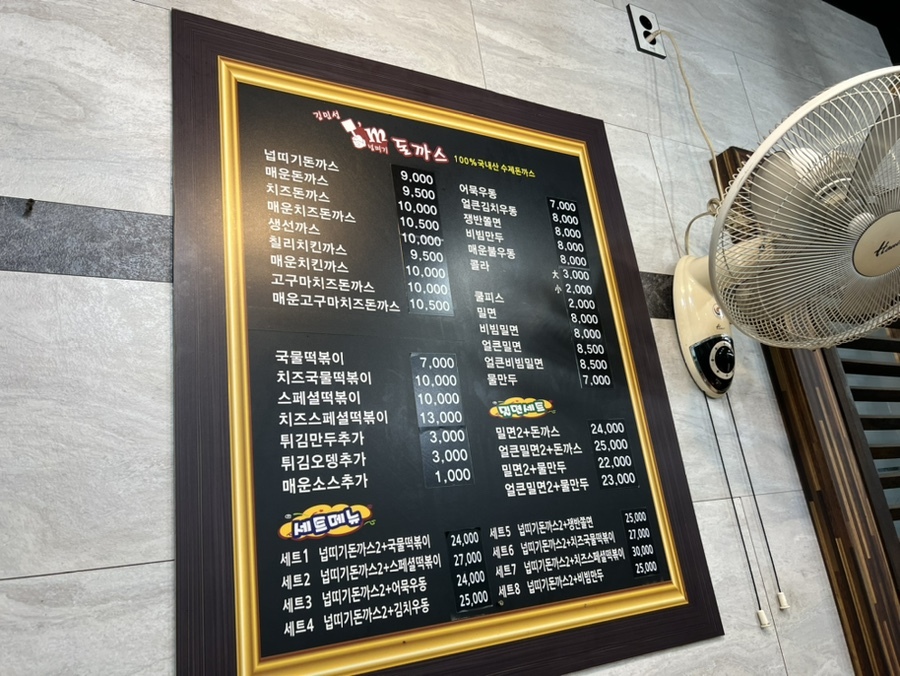 김민성
m
넙떠기
돈까스
100%국내산 수제돈까스
넙띠기돈까스 9,000
매운돈까스 9,500
치즈돈까스 10,000
매운치즈돈까스 10,500
생선까스 10,000
칠리치킨까스 9,500
매운치킨까스 10,000
고구마치즈돈까스 10,000
매운고구마치즈돈까스 10,500
국물떡볶이 7,000
치즈국물떡볶이 10,000
스페셜떡볶이 10,000
치즈스페셜떡볶이 13,000
튀김만두추가 3,000
튀김오뎅추가 3,000
매운소스추가 1,000
어묵우동 7,000
얼큰김치우동 8,000
쟁반쫄면 8,000
비빔만두 8,000
매운불우동 8,000
콜라 大 3,000
小 2,000
쿨피스 2,000
밀면 8,000
비빔밀면 8,000
얼큰밀면 8,500
얼큰비빔밀면 8,500
물만두 7,000
밀면세트
밀면2+돈까스 24,000
얼큰밀면2+돈까스 25,000
밀면2+물만두 22,000
얼큰밀면2+물만두 23,000
세트메뉴
세트1 넙띠기돈까스2+국물떡볶이 24,000
세트2 넙띠기돈까스2+스페셜떡볶이 27,000
세트3 넙띠기돈까스2+어묵우동 24,000
세트4 넙띠기돈까스2+김치우동 25,000
세트5 넙띠기돈까스2+쟁반쫄면 25,000
세트6 넙띠기돈까스2+치즈국물떡볶이 27,000
세트7 넙띠기돈까스2+치즈스페셜떡볶이 30,000
세트8 넙띠기돈까스2+비빔만두 25,000